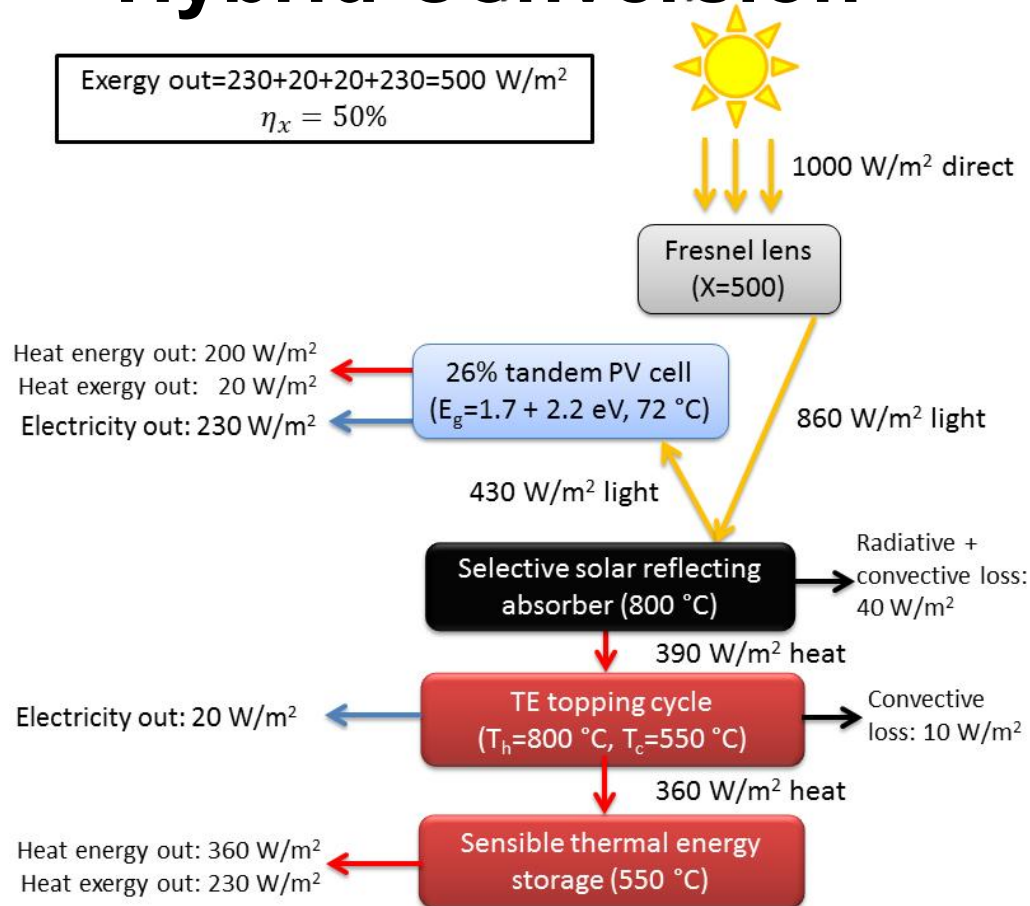 Hybrid Conversion
Exergy out=230+20+20+230=500 W/m²
η𝑥 = 50%
1000 W/m² direct
Fresnel lens
(X=500)
Heat energy out: 200 W/m²
Heat exergy out: 20 W/m²
Electricity out: 230 W/m²
26% tandem PV cell
(Eg=1.7 + 2.2 eV, 72 °C)
860 W/m² light
430 W/m² light
Selective solar reflecting
absorber (800 °C)
Radiative +
convective loss:
40 W/m²
390 W/m² heat
Electricity out: 20 W/m²
TE topping cycle
(Th=800 °C, Tc=550 °C)
Convective
loss: 10 W/m²
360 W/m² heat
Heat energy out: 360 W/m²
Heat exergy out: 230 W/m²
Sensible thermal energy
storage (550 °C)